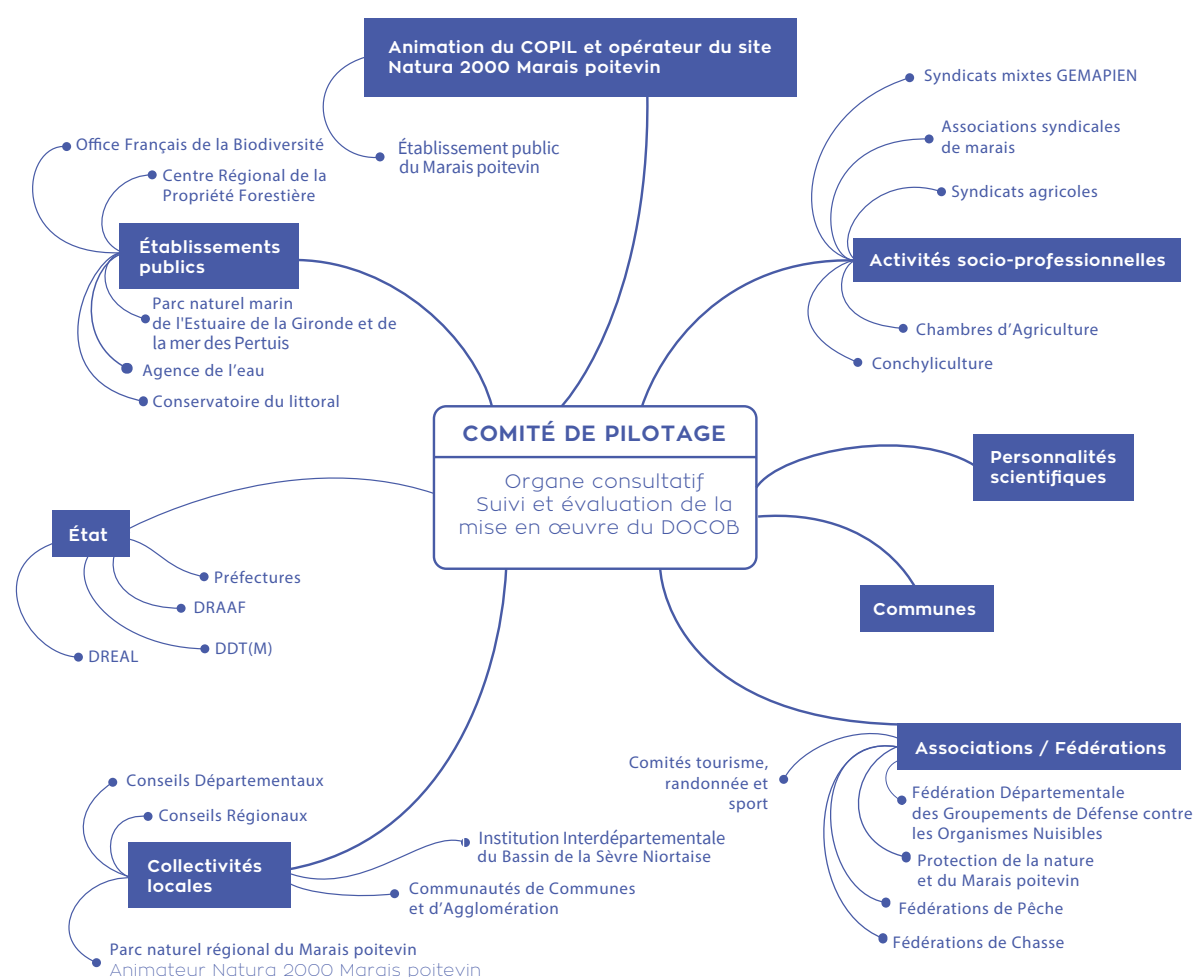 Animation du COPIL et opérateur du site
Natura 2000 Marais poitevin
Établissement public
du Marais poitevin
Office Français de la Biodiversité
Centre Régional de la
Propriété Forestière
Établissements
publics
Parc naturel marin
de l'Estuaire de la Gironde et de
la mer des Pertuis
Agence de l'eau
Conservatoire du littoral
Syndicats mixtes GEMAPIEN
Associations syndicales
de marais
Syndicats agricoles
Activités socio-professionnelles
Chambres d'Agriculture
Conchyliculture
COMITÉ DE PILOTAGE
Organe consultatif
Suivi et évaluation de la
mise en œuvre du DOCOB
Personnalités
scientifiques
Communes
État
Préfectures
DRAAF
DDT(M)
DREAL
Associations / Fédérations
Comités tourisme,
randonnée et
sport
Fédération Départementale
des Groupements de Défense contre
les Organismes Nuisibles
Protection de la nature
et du Marais poitevin
Fédérations de Pêche
Fédérations de Chasse
Conseils Départementaux
Conseils Régionaux
Collectivités
locales
Institution Interdépartementale
du Bassin de la Sèvre Niortaise
Communautés de Communes
et d'Agglomération
Parc naturel régional du Marais poitevin
Animateur Natura 2000 Marais poitevin